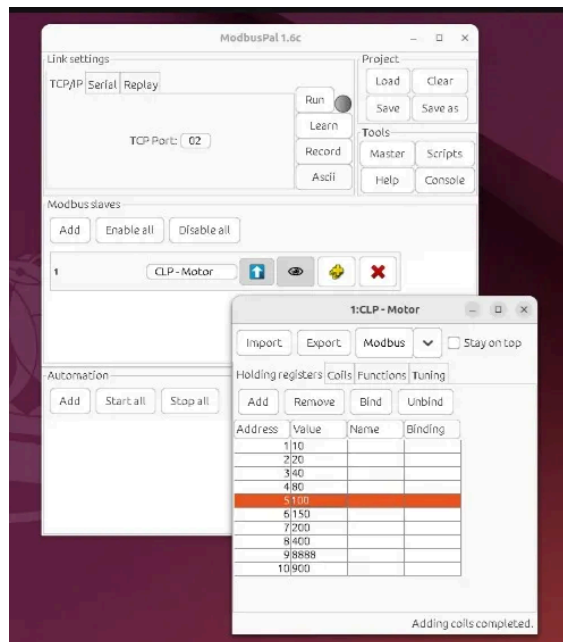 ModbusPal 1.6c
Link settings
TCP/IP Serial Replay
TCP Port: 02
Run
Learn
Record
Ascii
Project
Load Clear
Save Save as
Tools
Master Scripts
Help Console
Modbus slaves
Add Enable all Disable all
1 CLP - Motor
Automation
Add Start all Stop all
1:CLP - Motor
Import Export Modbus Stay on top
Holding registers Coils Functions Tuning
Add Remove Bind Unbind
Address Value Name Binding
1 10
2 20
3 40
4 80
5 100
6 150
7 200
8 400
9 8888
10 900
Adding coils completed.